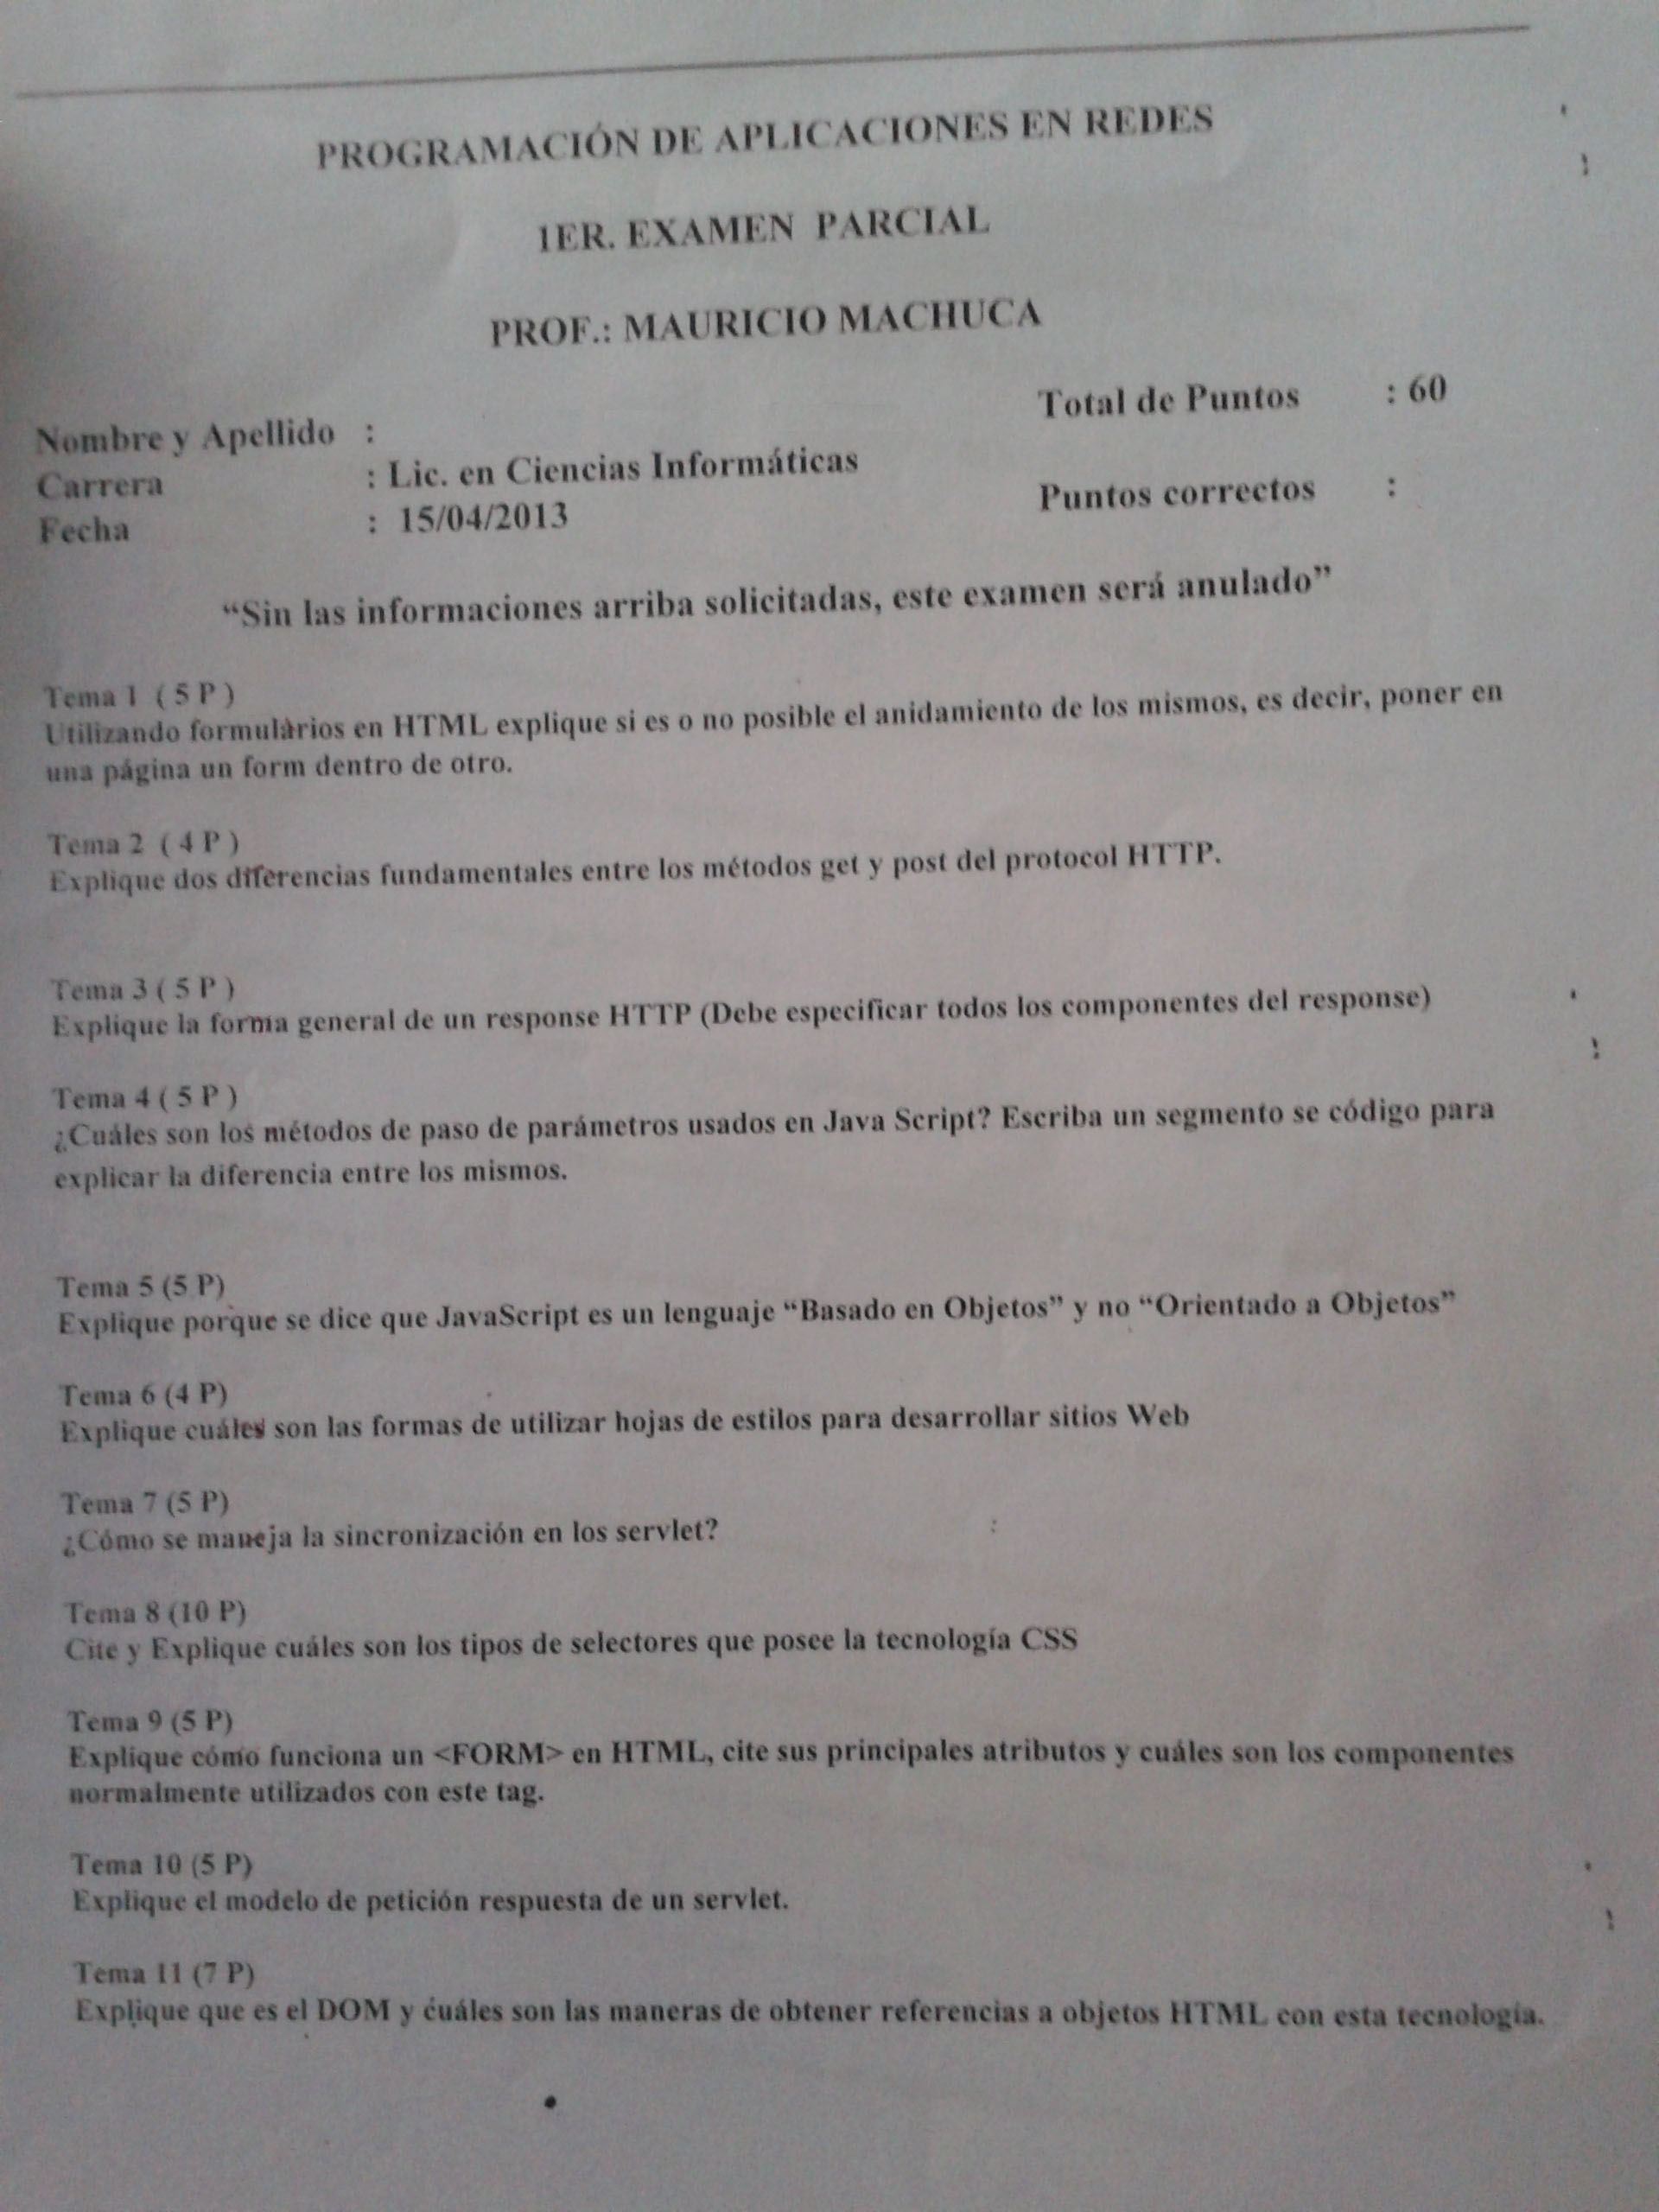 PROGRAMACIÓN DE APLICACIONES EN REDES
1ER. EXAMEN PARCIAL
PROF.: MAURICIO MACHUCA
Total de Puntos : 60
Nombre y Apellido :
Carrera : Lic. en Ciencias Informáticas
Puntos correctos :
Fecha : 15/04/2013
“Sin las informaciones arriba solicitadas, este examen será anulado”
Tema 1 ( 5 P )
Utilizando formularios en HTML explique si es o no posible el anidamiento de los mismos, es decir, poner en
una página un form dentro de otro.
Tema 2 ( 4 P )
Explique dos diferencias fundamentales entre los métodos get y post del protocol HTTP.
Tema 3 ( 5 P )
Explique la forma general de un response HTTP (Debe especificar todos los componentes del response)
Tema 4 ( 5 P )
¿Cuáles son los métodos de paso de parámetros usados en Java Script? Escriba un segmento se código para
explicar la diferencia entre los mismos.
Tema 5 (5 P)
Explique porque se dice que JavaScript es un lenguaje “Basado en Objetos” y no “Orientado a Objetos”
Tema 6 (4 P)
Explique cuáles son las formas de utilizar hojas de estilos para desarrollar sitios Web
Tema 7 (5 P)
¿Cómo se maneja la sincronización en los servlet?
Tema 8 (10 P)
Cite y Explique cuáles son los tipos de selectores que posee la tecnología CSS
Tema 9 (5 P)
Explique cómo funciona un <FORM> en HTML, cite sus principales atributos y cuáles son los componentes
normalmente utilizados con este tag.
Tema 10 (5 P)
Explique el modelo de petición respuesta de un servlet.
Tema 11 (7 P)
Explique que es el DOM y cuáles son las maneras de obtener referencias a objetos HTML con esta tecnología.